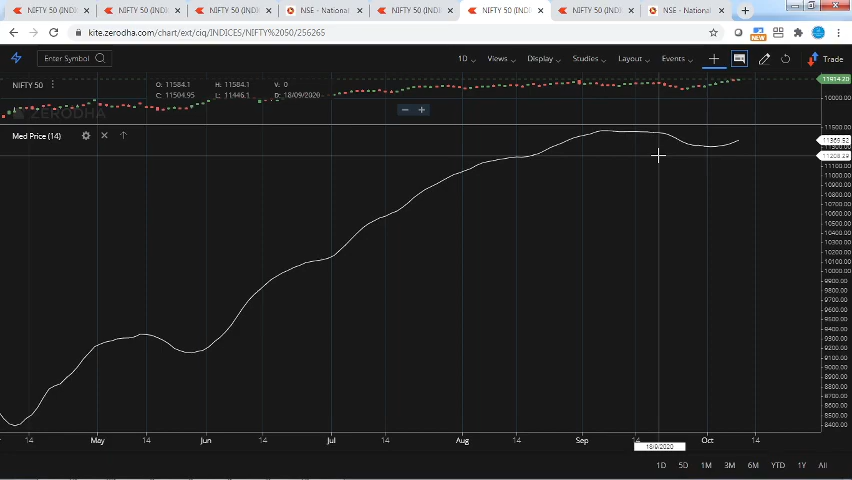 NIFTY 50 (INDI
NIFTY 50 (INDI
NIFTY 50 (INDI
NSE - National
NIFTY 50 (INDI
NIFTY 50 (INDI
NIFTY 50 (INDI
NSE - National
kite.zerodha.com/chart/ext/ciq/INDICES/NIFTY%2050/256265
NEW
Enter Symbol
1D
Views
Display
Studies
Layout
Events
Trade
NIFTY 50
O: 11584.1
H: 11584.1
V: 0
C: 11504.95
L: 11446.1
D: 18/09/2020
ZERODHA
11914.20
10000.00
Med Price (14)
11500.00
11208.29
11100.00
11000.00
10900.00
10800.00
10700.00
10600.00
10500.00
10400.00
10300.00
10200.00
10100.00
10000.00
9900.00
9800.00
9700.00
9600.00
9500.00
9400.00
9300.00
9200.00
9100.00
9000.00
8900.00
8800.00
8700.00
8600.00
8500.00
8400.00
14
May
14
Jun
14
Jul
14
Aug
14
Sep
14
Oct
14
18/9/2020
1D
5D
1M
3M
6M
YTD
1Y
All